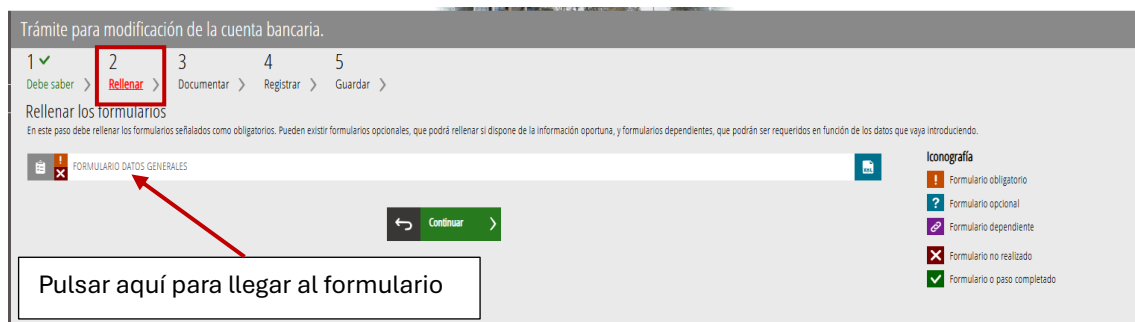 Trámite para modificación de la cuenta bancaria.
1 2 3 4 5
Debe saber Rellenar Documentar Registrar Guardar
Rellenar los formularios
En este paso debe rellenar los formularios señalados como obligatorios. Pueden existir formularios opcionales, que podrá rellenar si dispone de la información oportuna, y formularios dependientes, que podrán ser requeridos en función de los datos que vaya introduciendo.
FORMULARIO DATOS GENERALES
XML
Continuar
Pulsar aquí para llegar al formulario
Iconografía
! Formulario obligatorio
? Formulario opcional
Formulario dependiente
Formulario no realizado
Formulario o paso completado